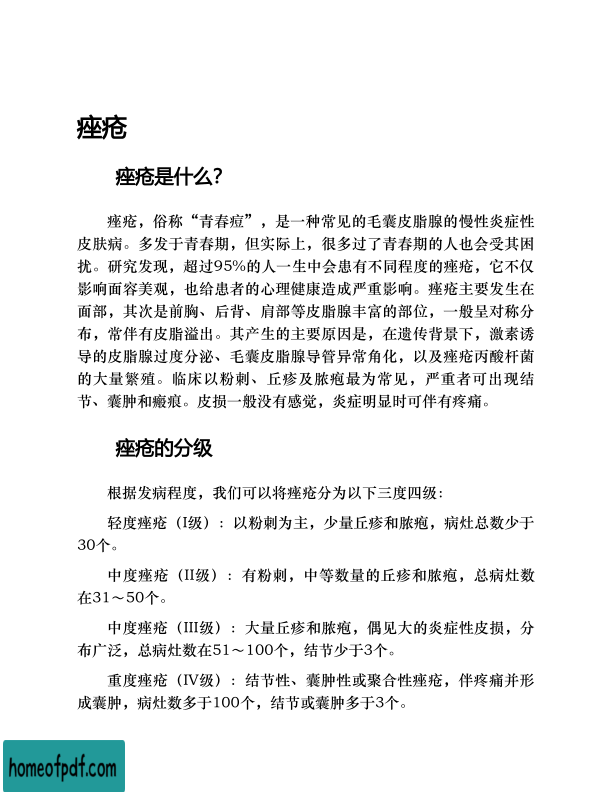 痤疮
痤疮是什么？
痤疮，俗称“青春痘”，是一种常见的毛囊皮脂腺的慢性炎症性
皮肤病。多发于青春期，但实际上，很多过了青春期的人也会受其困
扰。研究发现，超过95%的人一生中会患有不同程度的痤疮，它不仅
影响面容美观，也给患者的心理健康造成严重影响。痤疮主要发生在
面部，其次是前胸、后背、肩部等皮脂腺丰富的部位，一般呈对称分
布，常伴有皮脂溢出。其产生的主要原因是，在遗传背景下，激素诱
导的皮脂腺过度分泌、毛囊皮脂腺导管异常角化，以及痤疮丙酸杆菌
的大量繁殖。临床以粉刺、丘疹及脓疱最为常见，严重者可出现结
节、囊肿和瘢痕。皮损一般没有感觉，炎症明显时可伴有疼痛。
痤疮的分级
根据发病程度，我们可以将痤疮分为以下三度四级：
轻度痤疮（I级）：以粉刺为主，少量丘疹和脓疱，病灶总数少于
30个。
中度痤疮（II级）：有粉刺，中等数量的丘疹和脓疱，总病灶数
在31～50个。
中度痤疮（III级）：大量丘疹和脓疱，偶见大的炎症性皮损，分
布广泛，总病灶数在51～100个，结节少于3个。
重度痤疮（IV级）：结节性、囊肿性或聚合性痤疮，伴疼痛并形
成囊肿，病灶数多于100个，结节或囊肿多于3个。
homeofpdf.com